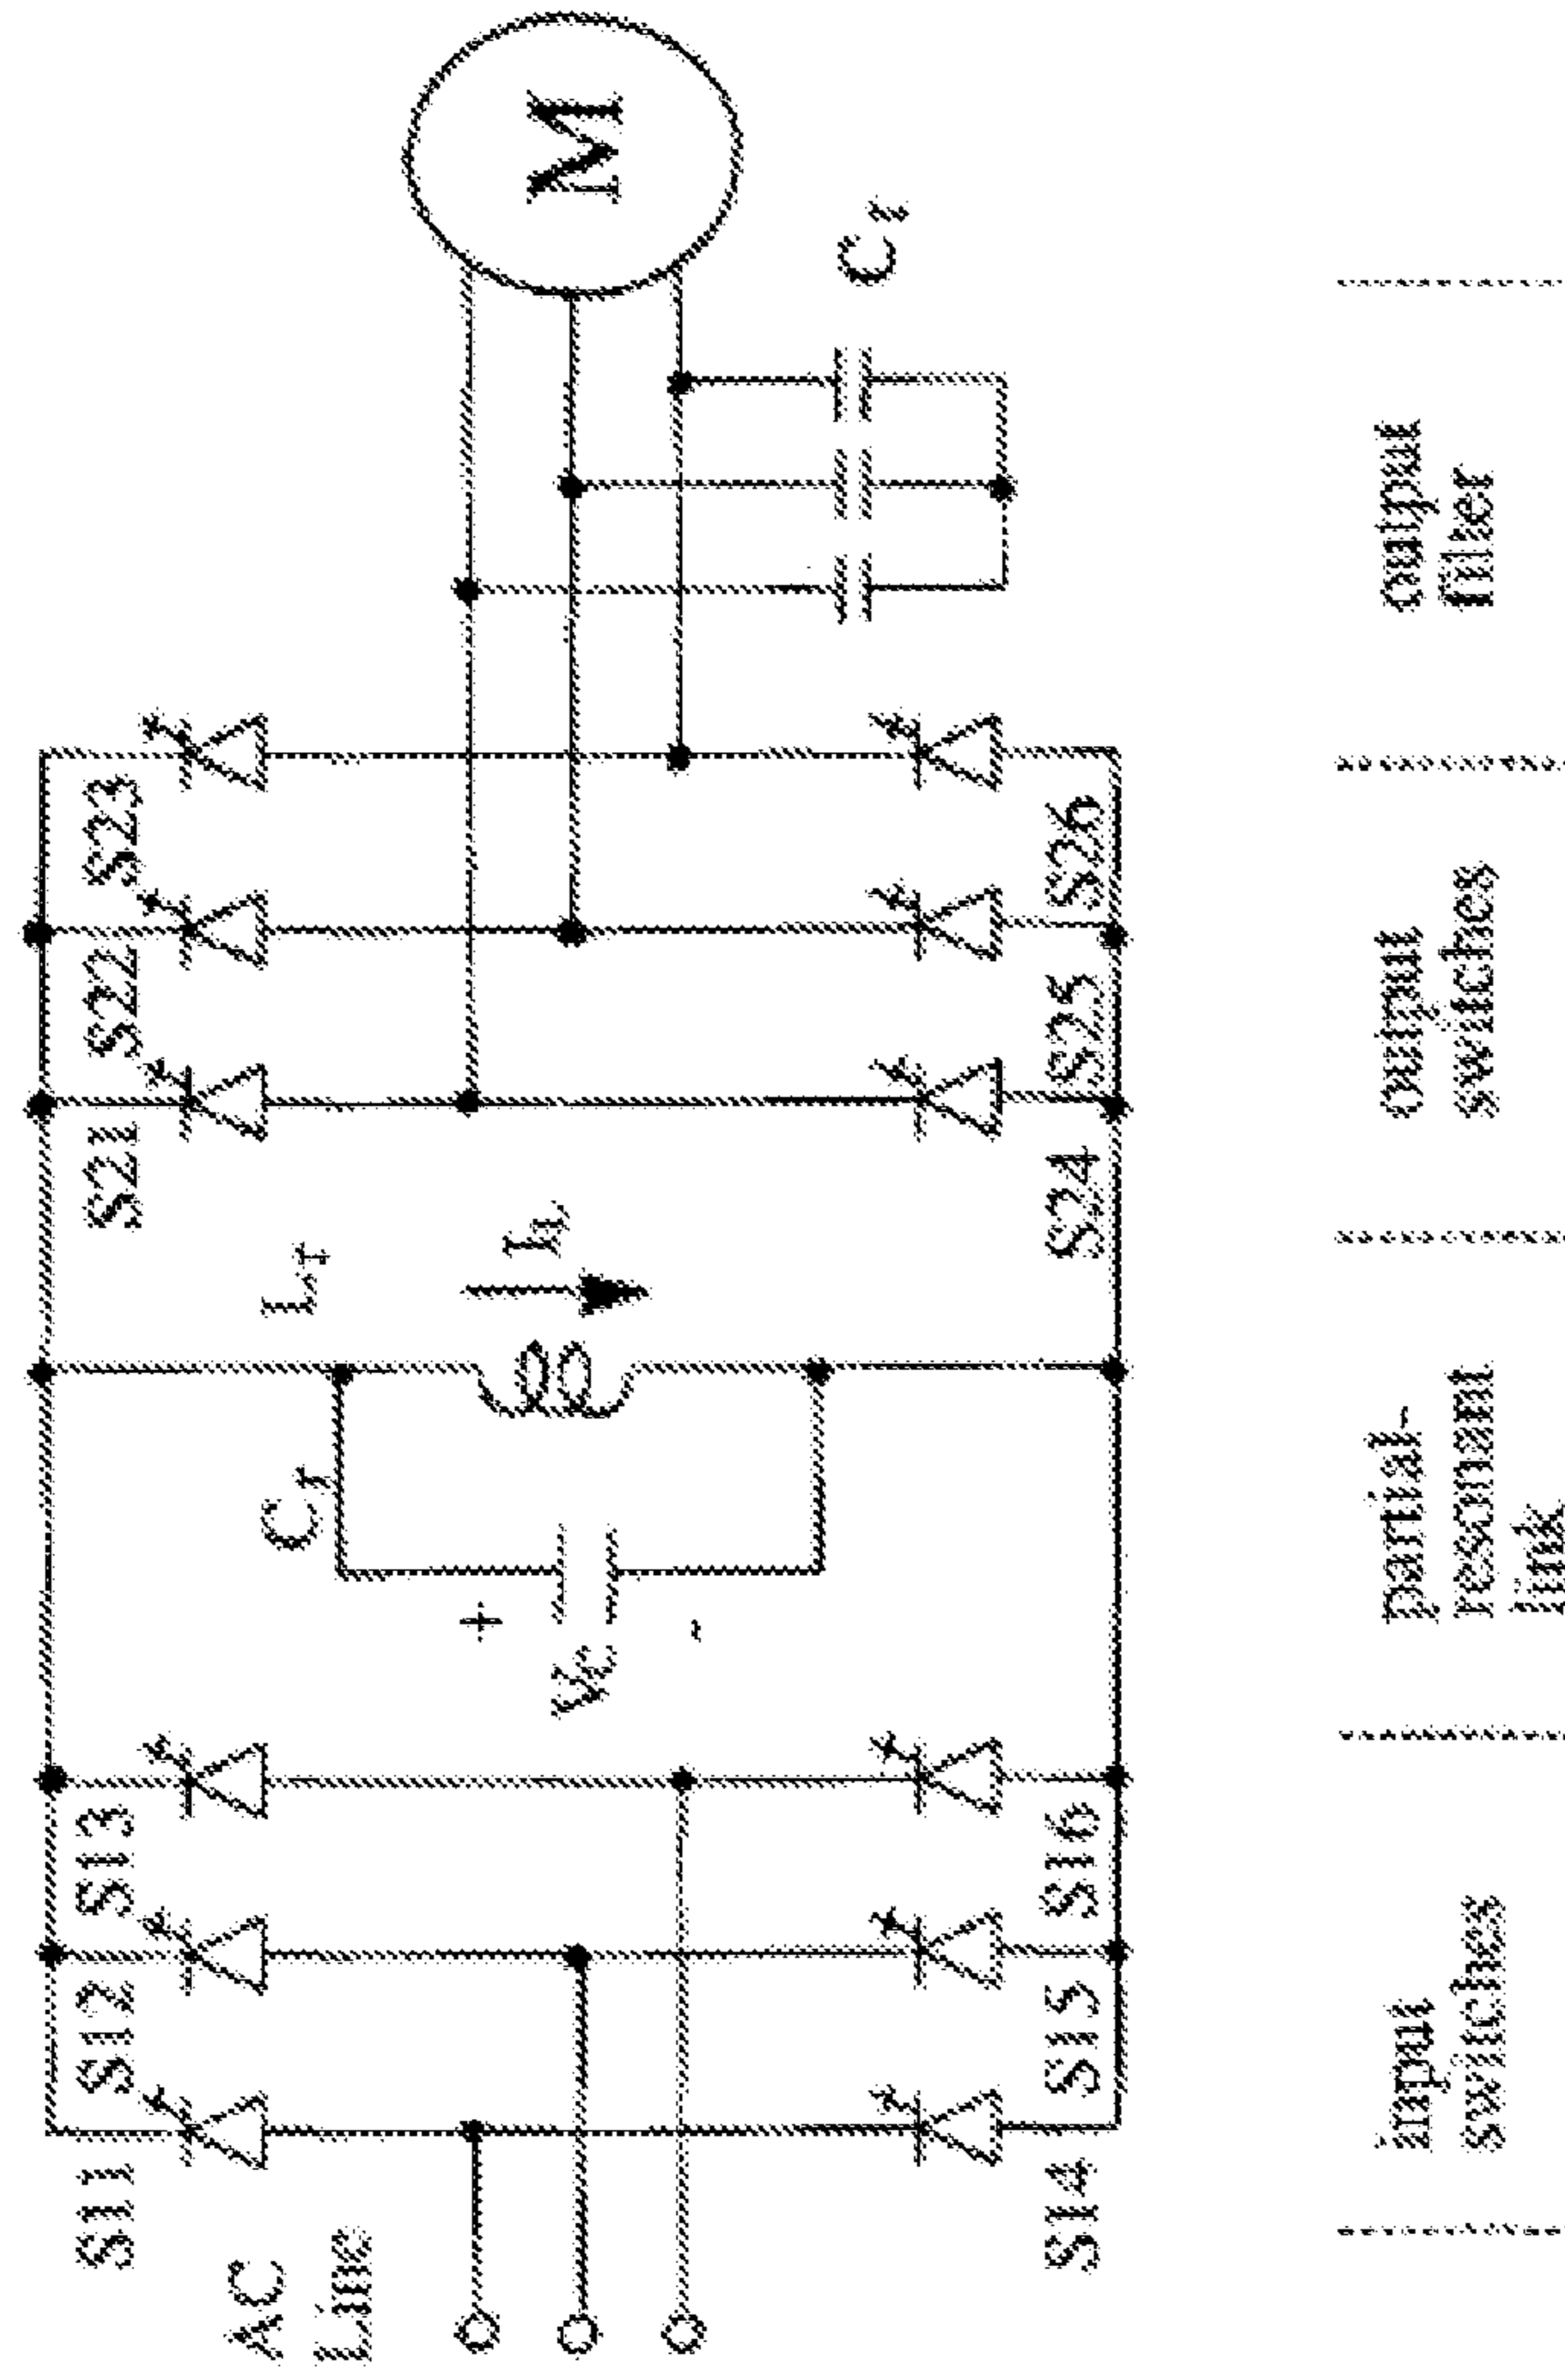 AC
Line
S11
S12
S13
S14
S15
S16
Cr
Lr
+
VC
-
IL
S21
S22
S23
S24
S25
S26
M
Cf
input
switches
partial-
resonant
link
output
switches
output
filter